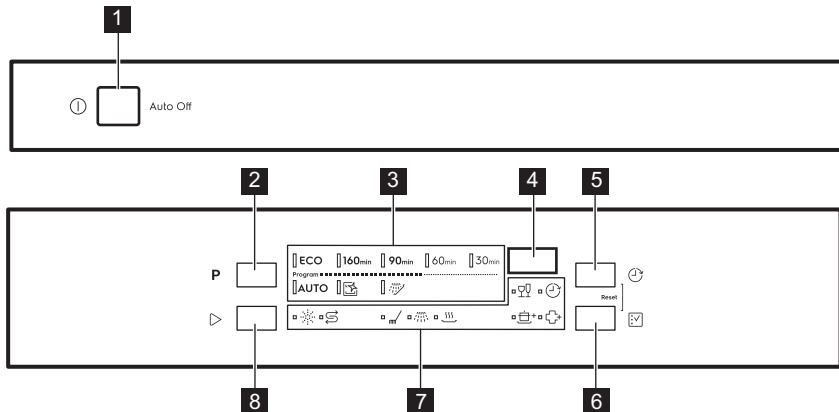 1
Auto Off
2 3 4 5
P
ECO 160min 90min 60min 30min
Program
AUTO
Reset
8 7 6